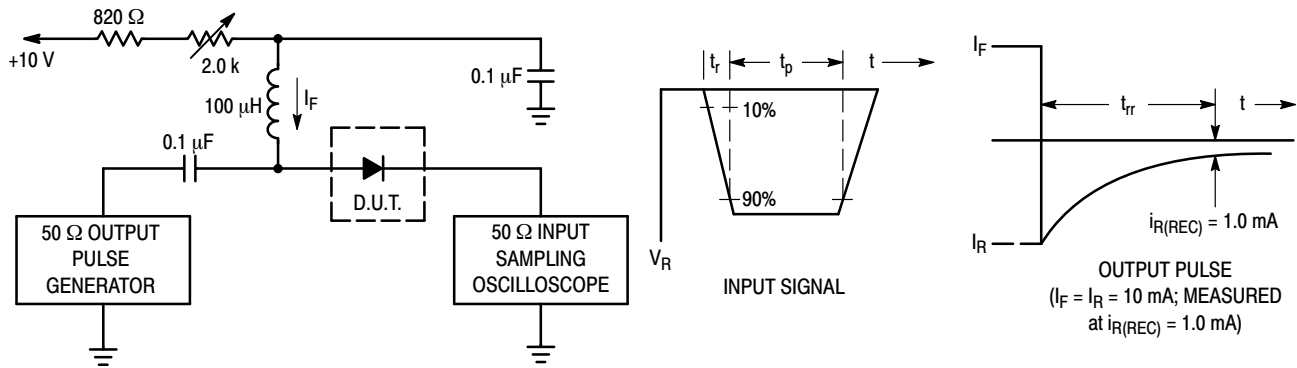 820 Ω
+10 V
2.0 k
100 μH
I_F
0.1 μF
0.1 μF
D.U.T.
50 Ω OUTPUT
PULSE
GENERATOR
50 Ω INPUT
SAMPLING
OSCILLOSCOPE
t_r
t_p
t
10%
90%
V_R
INPUT SIGNAL
I_F
t_rr
t
I_R
i_R(REC) = 1.0 mA
OUTPUT PULSE
(I_F = I_R = 10 mA; MEASURED
at i_R(REC) = 1.0 mA)